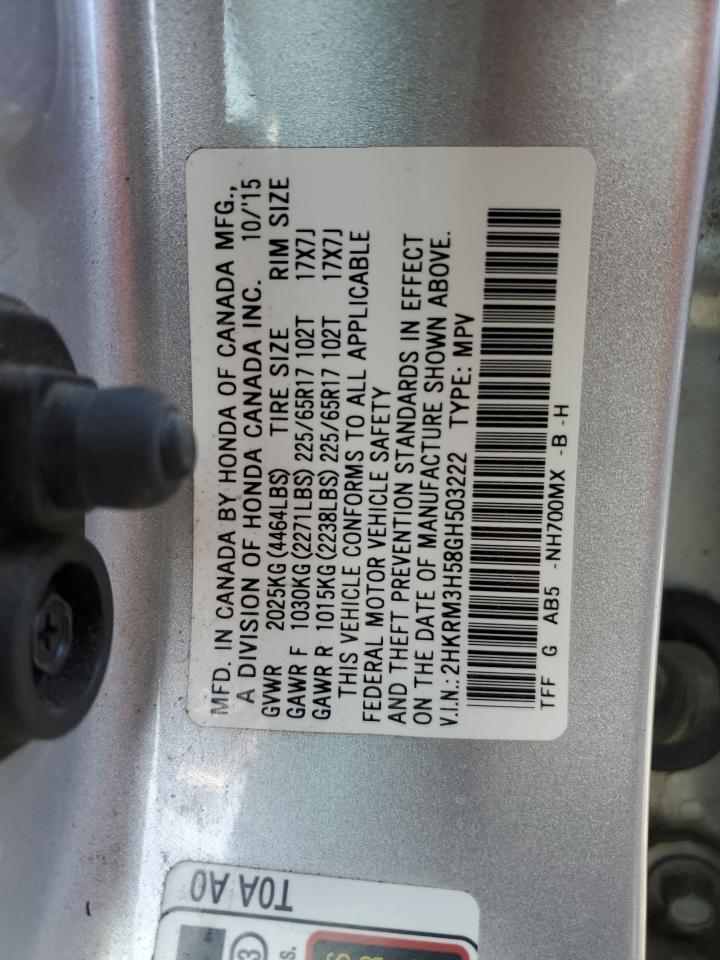 MFD. IN CANADA BY HONDA OF CANADA MFG.,
A DIVISION OF HONDA CANADA INC. 10/'15
GVWR 2025KG(4464LBS) TIRE SIZE RIM SIZE
GAWR F 1030KG(2271LBS) 225/65R17 102T 17X7J
GAWR R 1015KG(2238LBS) 225/65R17 102T 17X7J
THIS VEHICLE CONFORMS TO ALL APPLICABLE
FEDERAL MOTOR VEHICLE SAFETY
AND THEFT PREVENTION STANDARDS IN EFFECT
ON THE DATE OF MANUFACTURE SHOWN ABOVE.
V.I.N.: 2HKRM3H58GH503222 TYPE: MPV
TFF G AB5 -NH700MX -B -H
T0A A0
3
s.